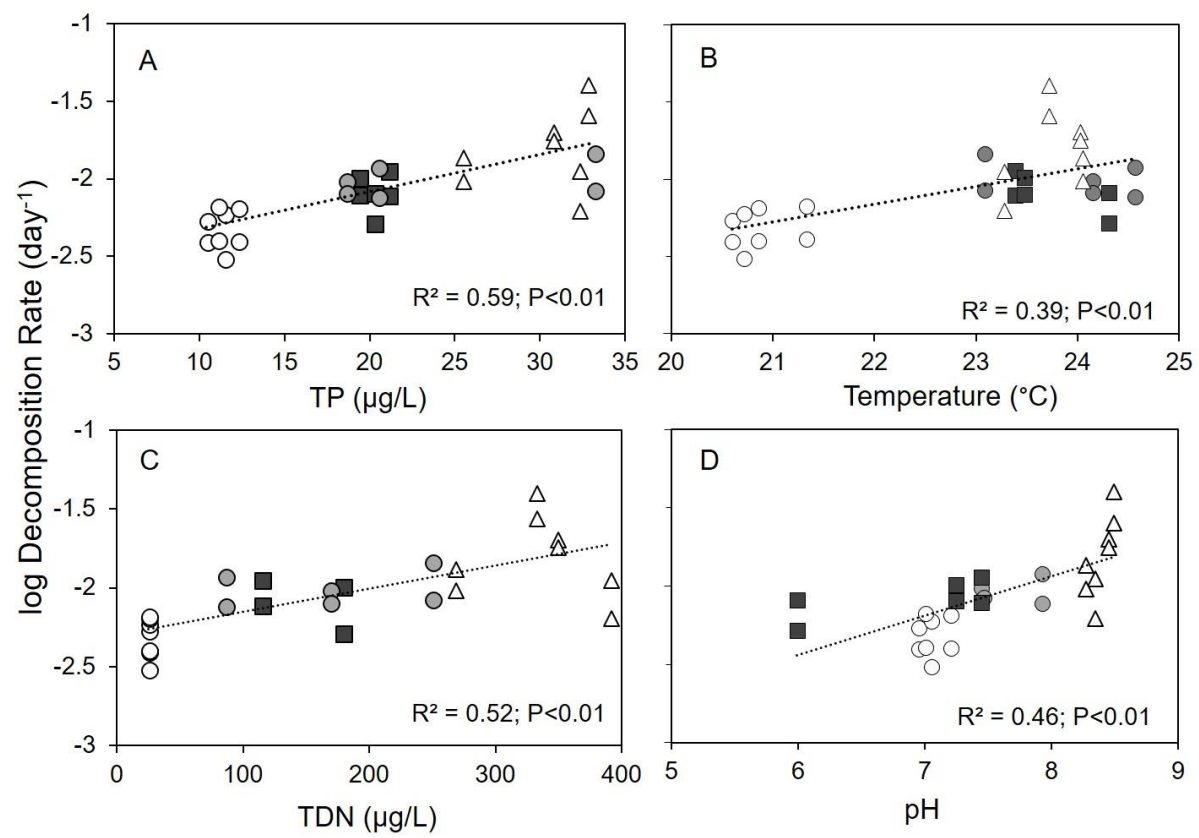 log Decomposition Rate (day⁻¹)
A
-1
-1.5
-2
-2.5
-3
5 10 15 20 25 30 35
TP (µg/L)
R² = 0.59; P<0.01
B
20 21 22 23 24 25
Temperature (°C)
R² = 0.39; P<0.01
C
-1
-1.5
-2
-2.5
-3
0 100 200 300 400
TDN (µg/L)
R² = 0.52; P<0.01
D
5 6 7 8 9
pH
R² = 0.46; P<0.01